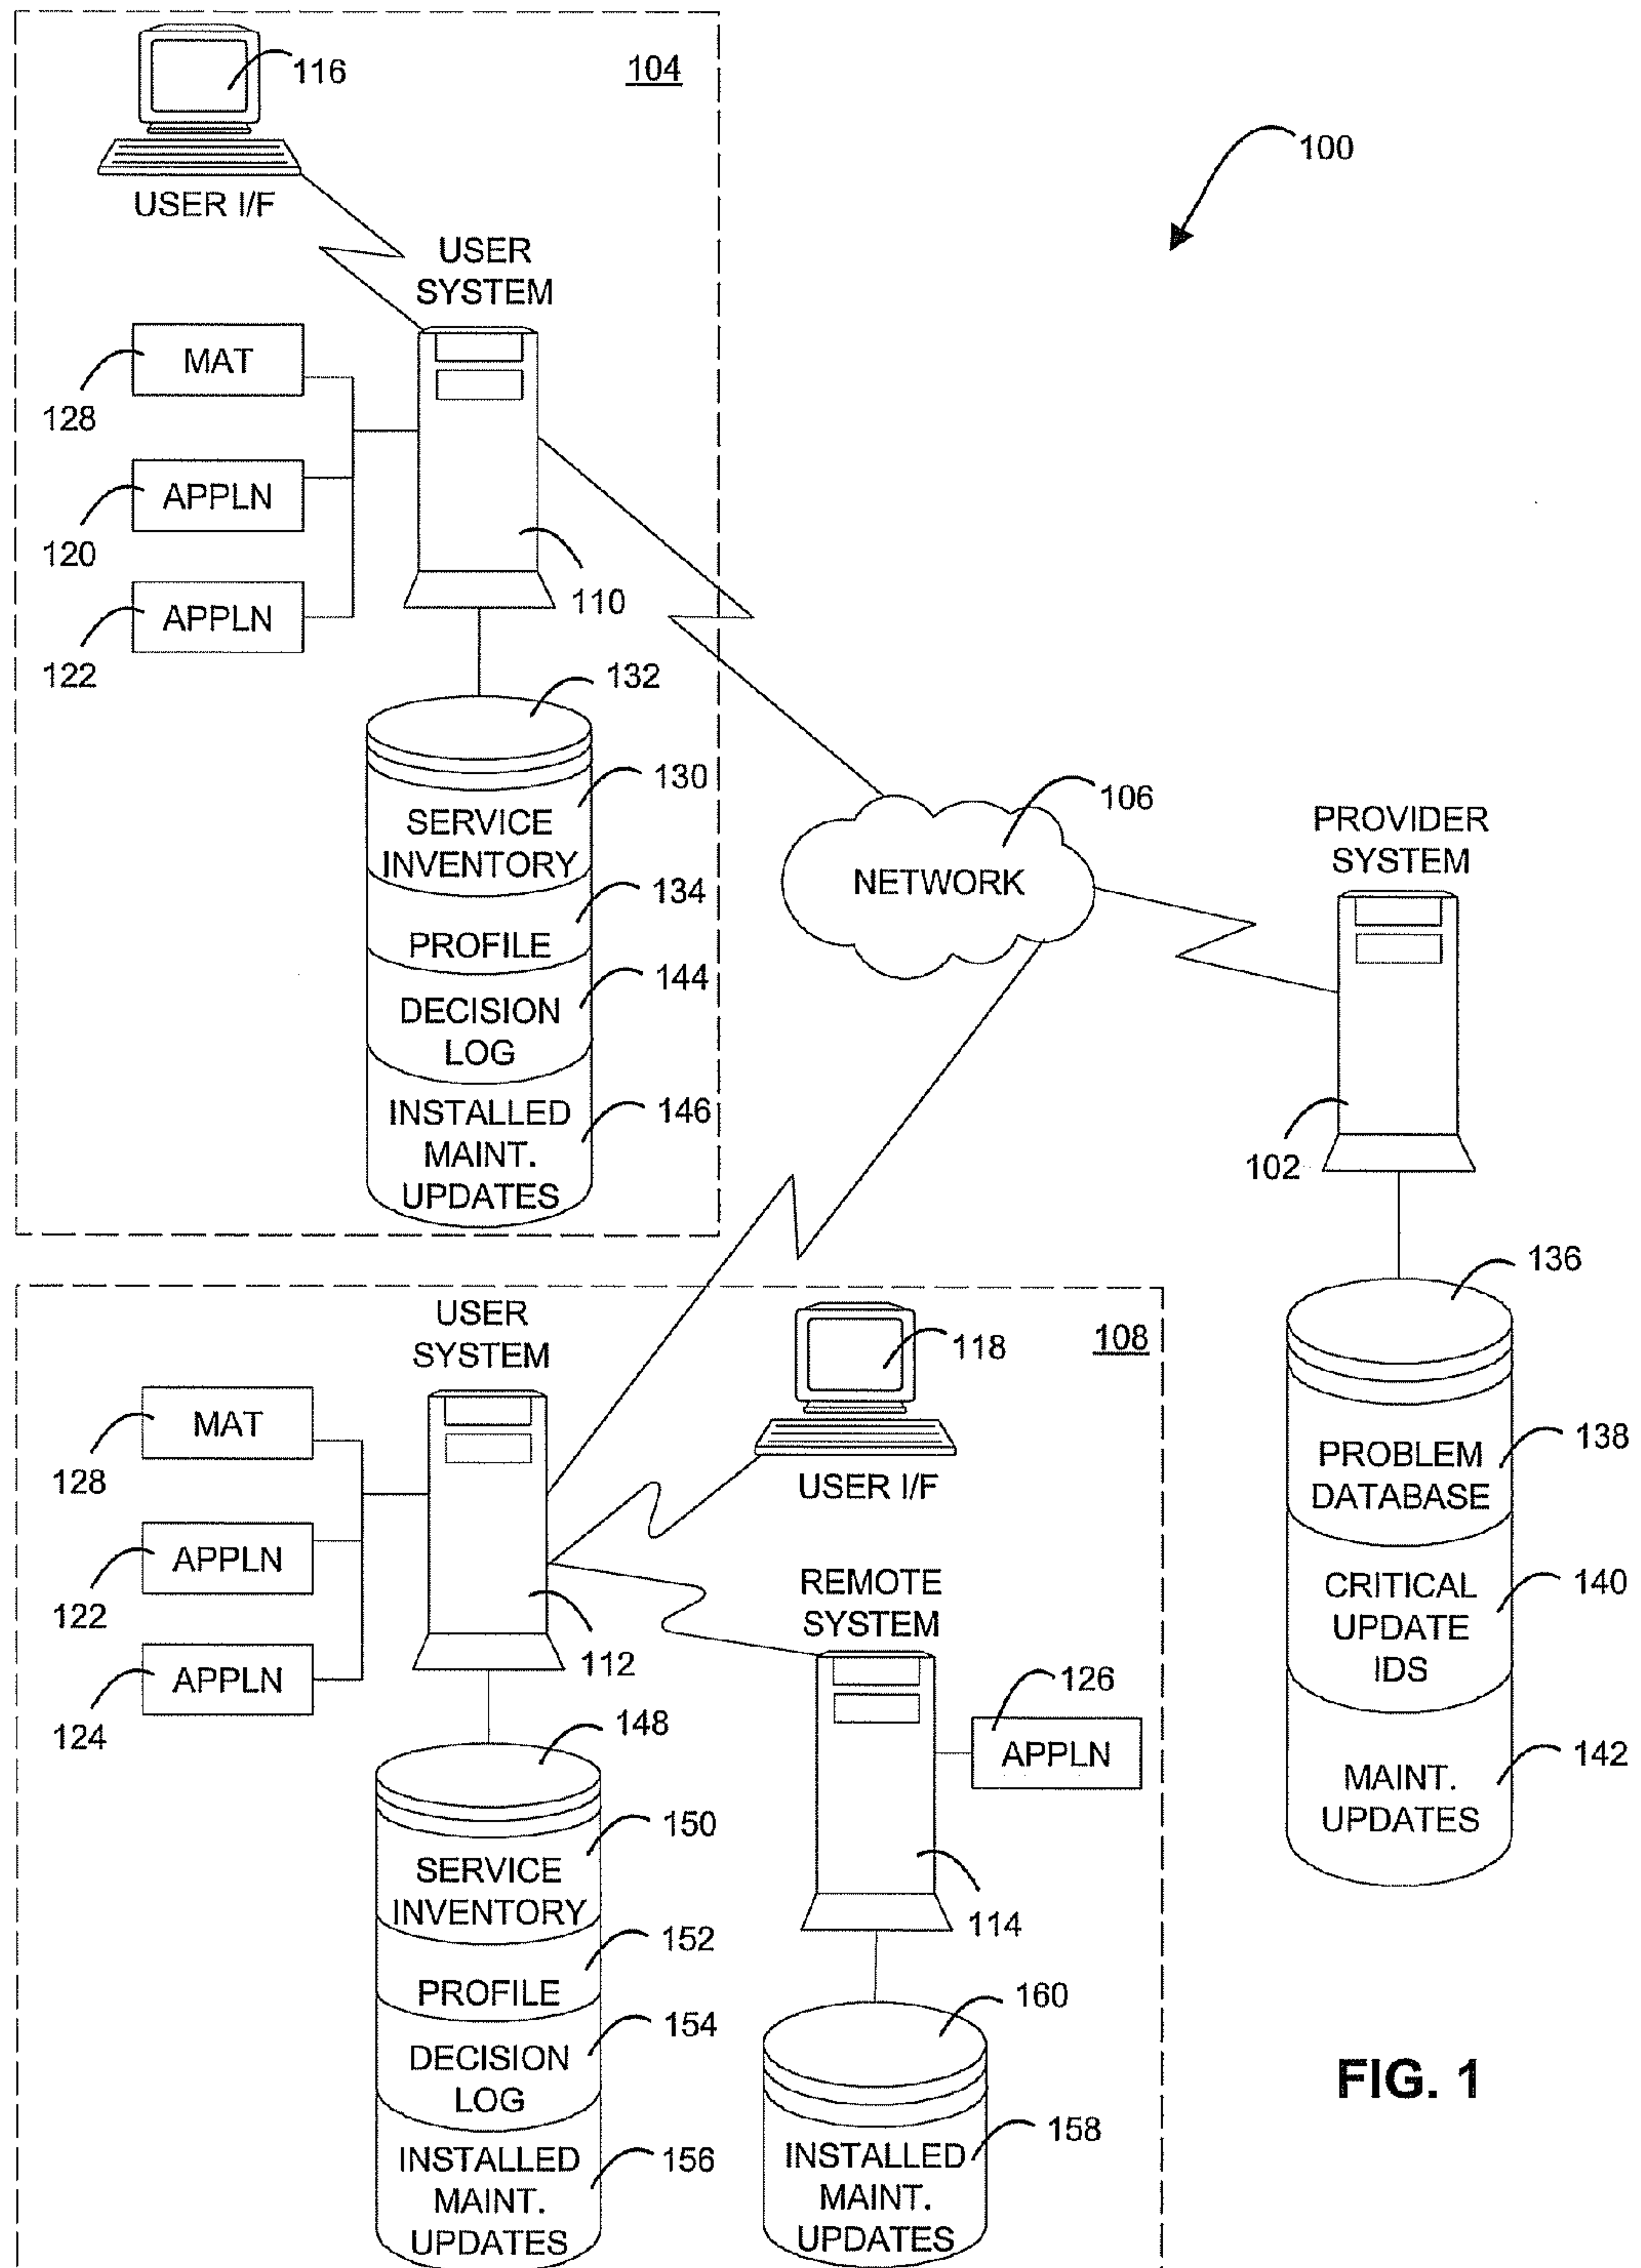 116
104
100
USER I/F
USER
SYSTEM
MAT
128
APPLN
120
110
APPLN
122
132
130
SERVICE
INVENTORY
134
PROFILE
144
DECISION
LOG
146
INSTALLED
MAINT.
UPDATES
106
NETWORK
PROVIDER
SYSTEM
102
136
138
PROBLEM
DATABASE
140
CRITICAL
UPDATE
IDS
142
MAINT.
UPDATES
USER
SYSTEM
118
108
USER I/F
MAT
128
APPLN
122
112
APPLN
124
REMOTE
SYSTEM
126
APPLN
114
148
150
SERVICE
INVENTORY
152
PROFILE
154
DECISION
LOG
156
INSTALLED
MAINT.
UPDATES
160
158
INSTALLED
MAINT.
UPDATES
FIG. 1